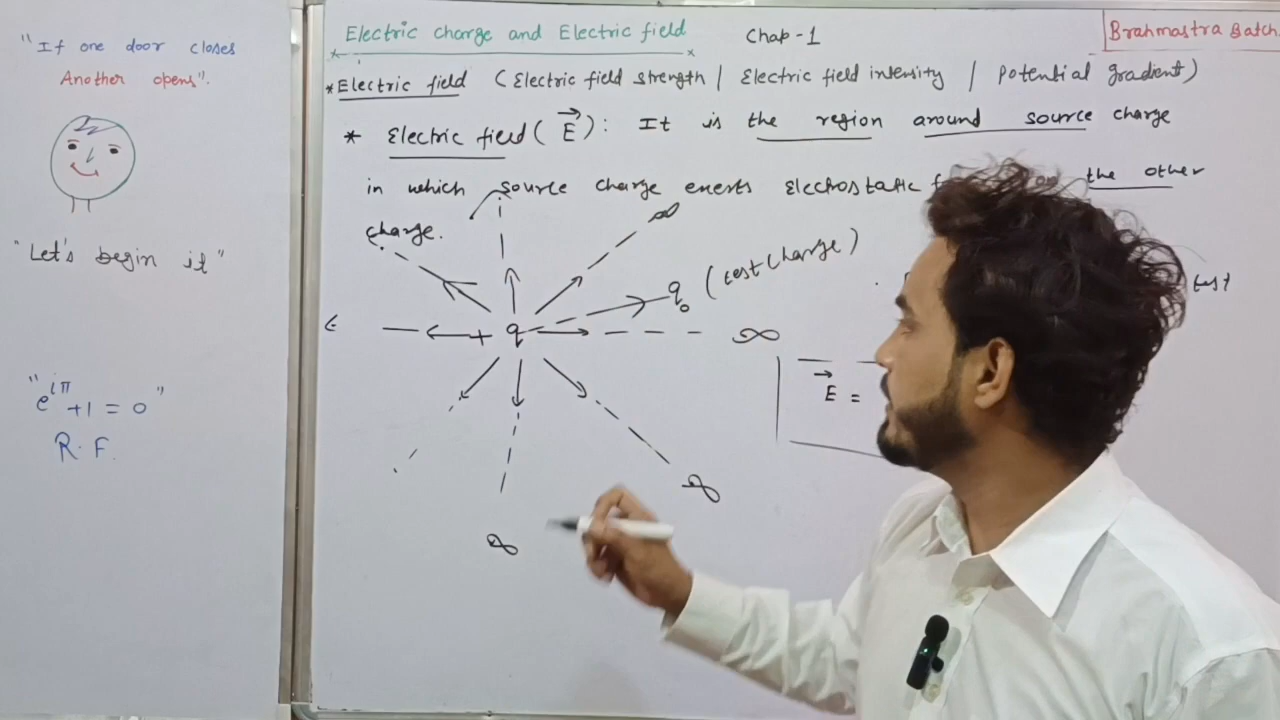 "If one door closes
Another opens".
"Let's begin it"
"e^{iπ} +1 = 0"
R. F.
Electric charge and Electric field
Chap-1
Brahmastra Batch
*Electric field (Electric field strength | Electric field intensity | Potential gradient)
* Electric field (E⃗): It is the region around source charge
in which source charge exerts Electrostatic the other
charge.
∞
q₀ (test charge)
test
+ q
∞
E⃗ =
∞
∞